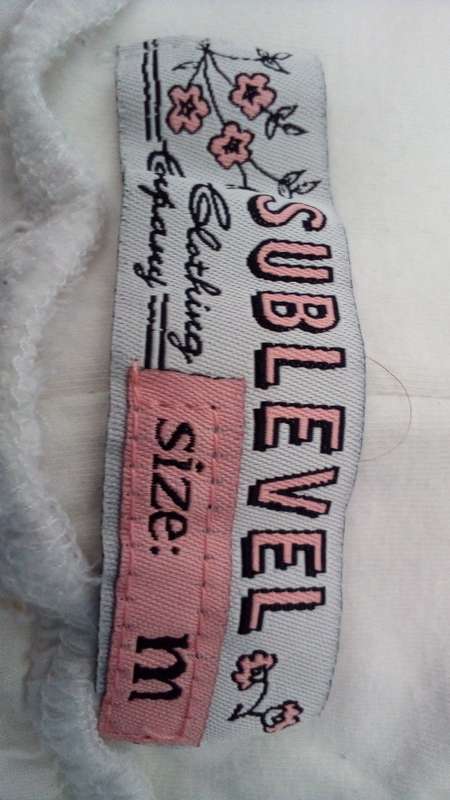 SUBLEVEL
Clothing
Company
size: m